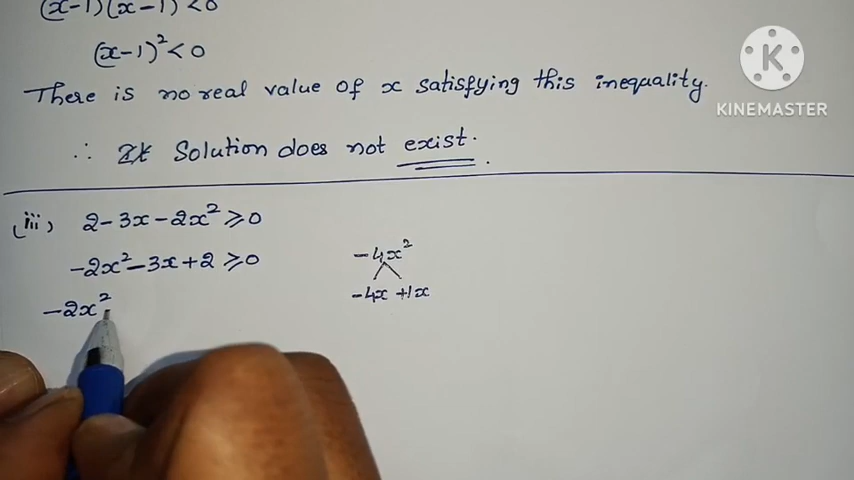 (x-1)(x-1) < 0
(x-1)² < 0
There is no real value of x satisfying this inequality.
∴ Solution does not exist.
(iii) 2-3x-2x² ≥ 0
-2x²-3x+2 ≥ 0
-2x²
-4x²
-4x +1x
KINEMASTER